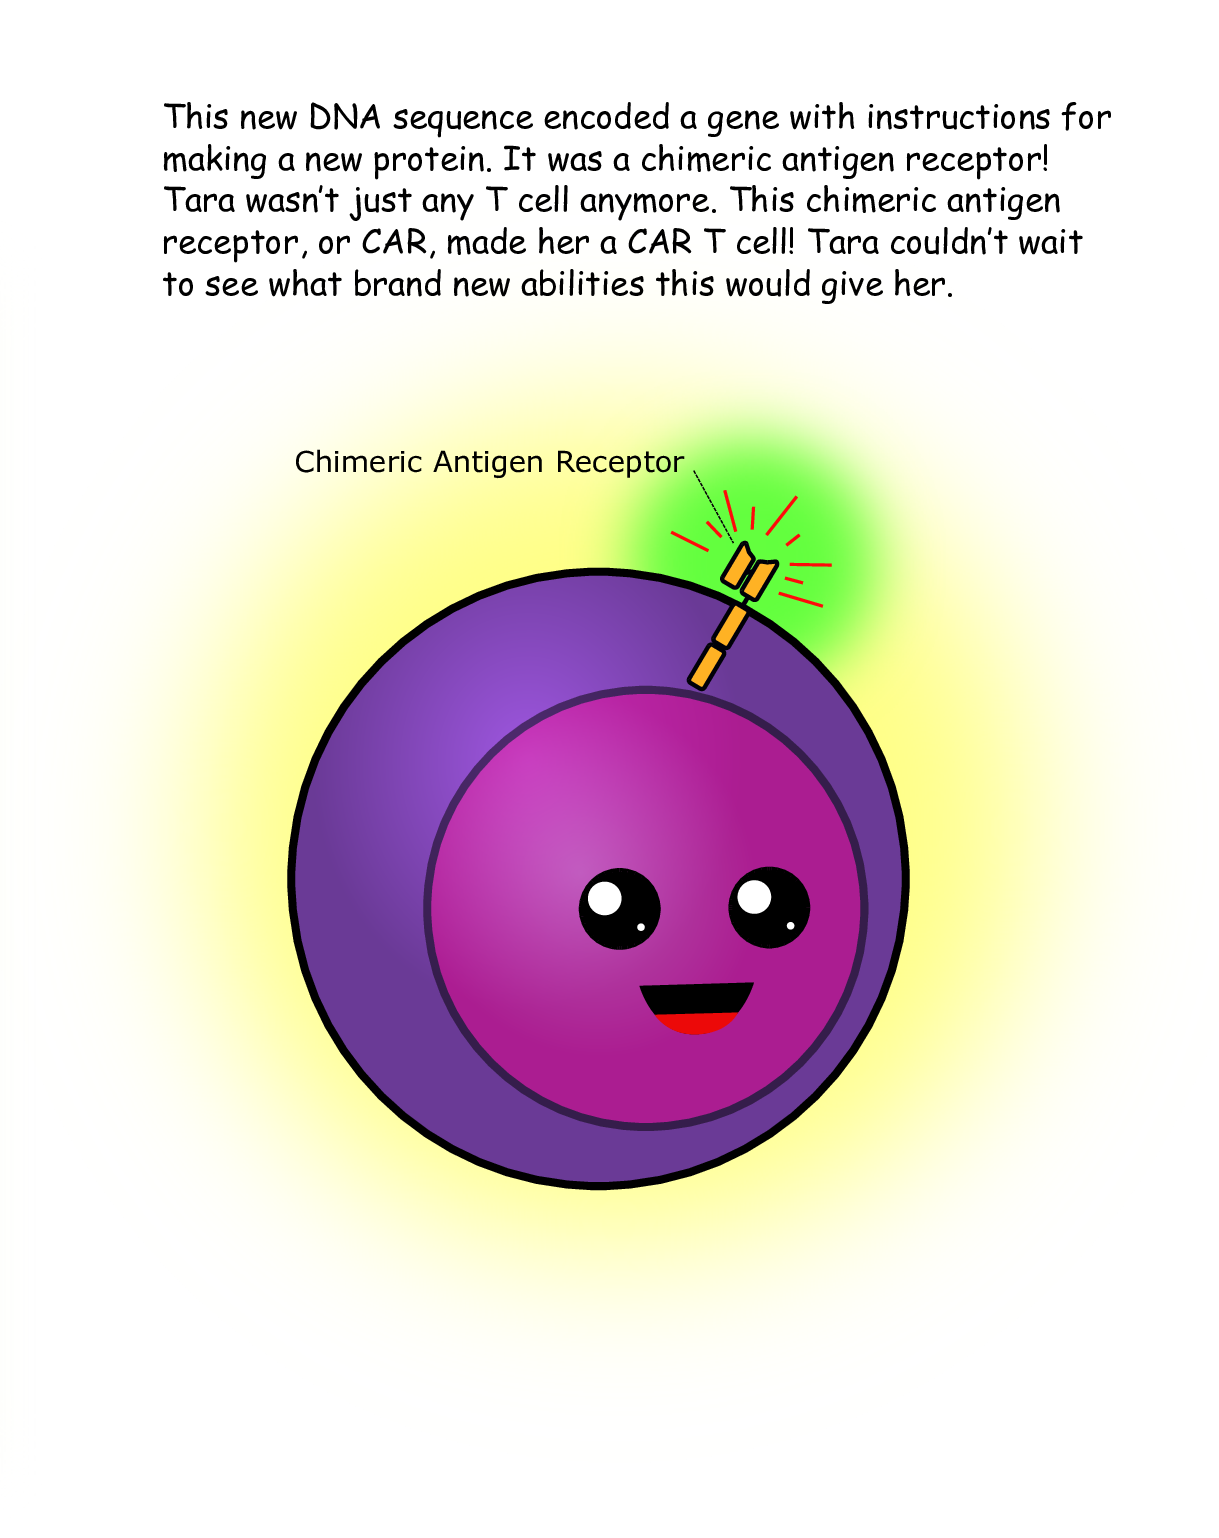 This new DNA sequence encoded a gene with instructions for
making a new protein. It was a chimeric antigen receptor!
Tara wasn't just any T cell anymore. This chimeric antigen
receptor, or CAR, made her a CAR T cell! Tara couldn't wait
to see what brand new abilities this would give her.
Chimeric Antigen Receptor